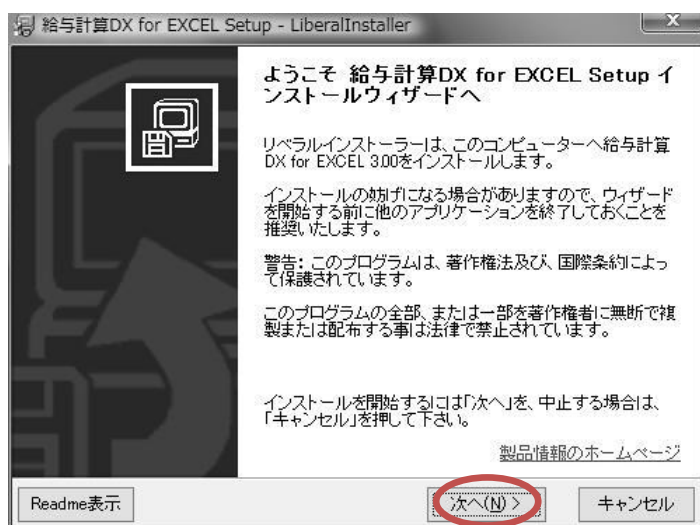 給与計算DX for EXCEL Setup - LiberalInstaller
ようこそ 給与計算DX for EXCEL Setup イ
ンストールウィザードへ
リベラルインストーラーは、このコンピューターへ給与計算
DX for EXCEL 3.00をインストールします。
インストールの妨げになる場合がありますので、ウィザード
を開始する前に他のアプリケーションを終了しておくことを
推奨いたします。
警告: このプログラムは、著作権法及び、国際条約によっ
て保護されています。
このプログラムの全部、または一部を著作権者に無断で複
製または配布する事は法律で禁止されています。
インストールを開始するには「次へ」を、中止する場合は、
「キャンセル」を押して下さい。
製品情報のホームページ
Readme表示
次へ(N) >
キャンセル